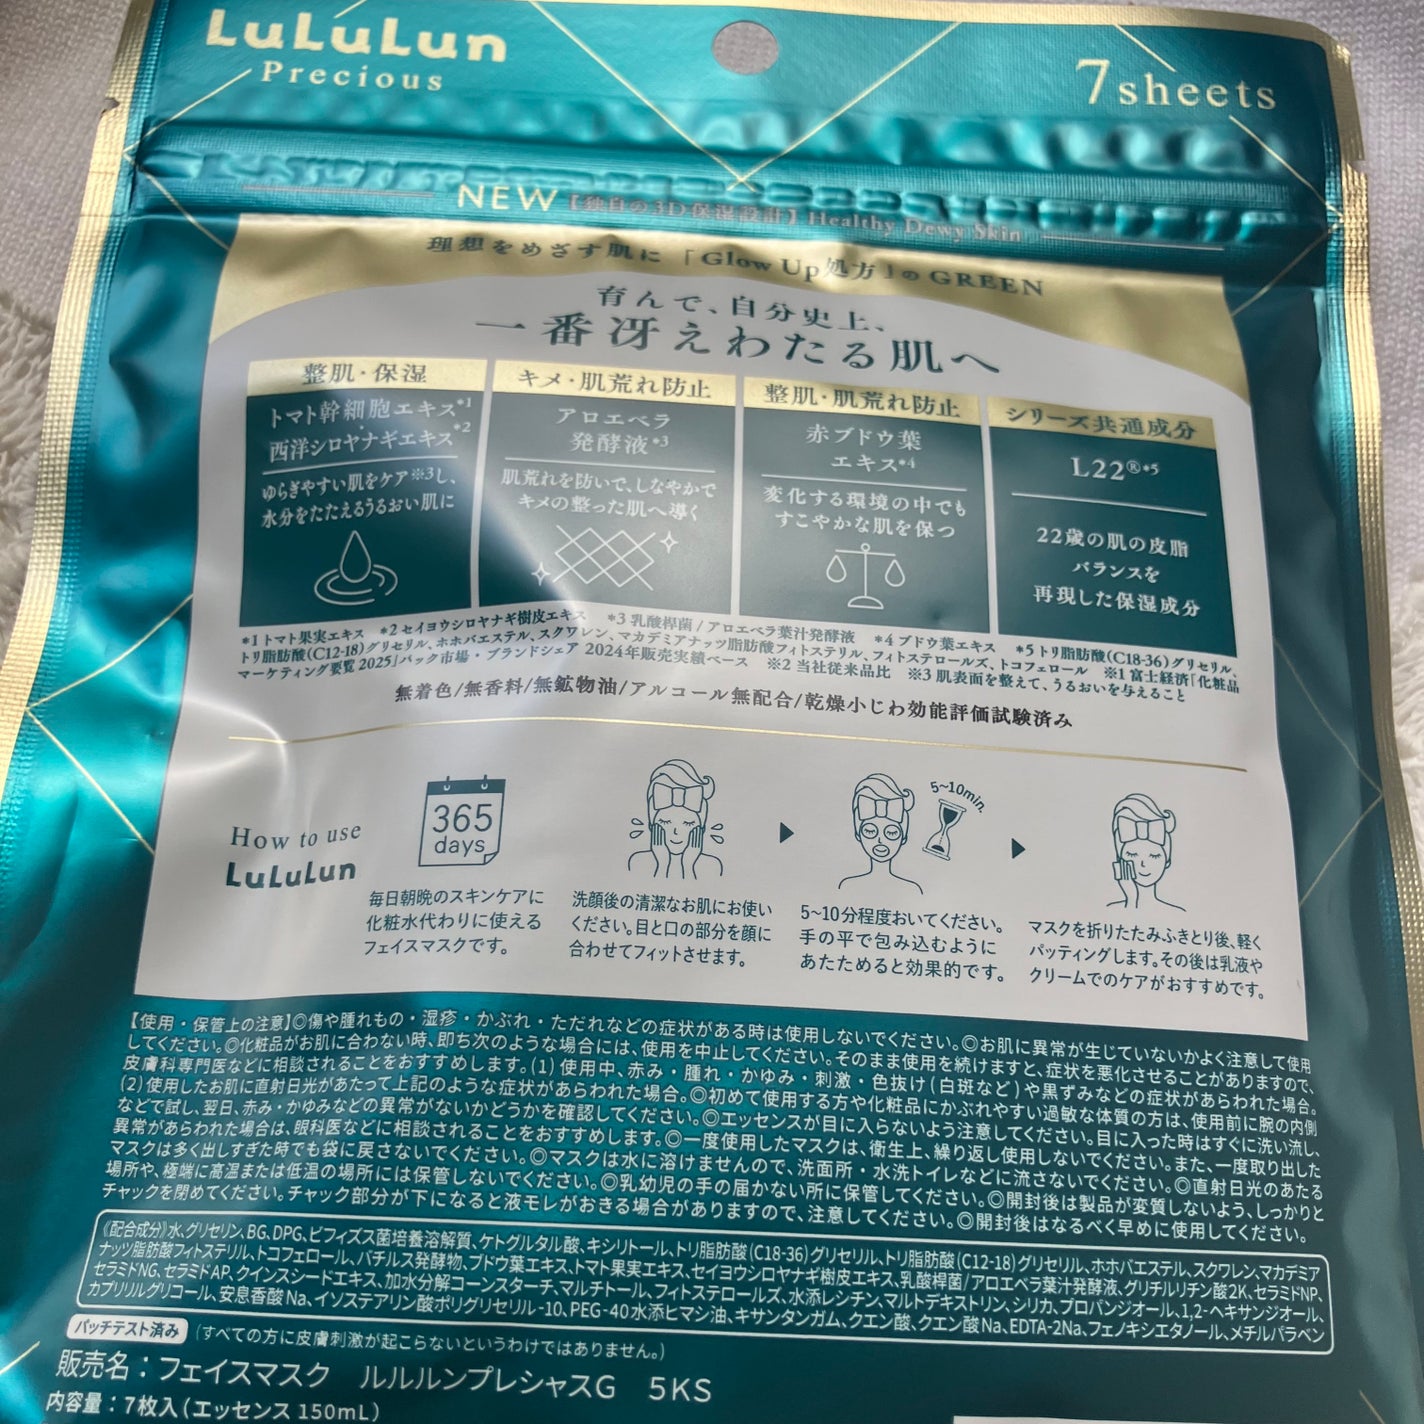 LuLuLun
Precious
7sheets
NEW【独自の3D保湿設計】Healthy Dewy Skin
理想をめざす肌に「Glow Up処方」のGREEN
育んで、自分史上、
一番冴えわたる肌へ
整肌・保湿
トマト幹細胞エキス*1
西洋シロヤナギエキス*2
ゆらぎやすい肌をケア※3し、
水分をたたえるうるおい肌に
キメ・肌荒れ防止
アロエベラ
発酵液*3
肌荒れを防いで、しなやかで
キメの整った肌へ導く
整肌・肌荒れ防止
赤ブドウ葉
エキス*4
変化する環境の中でも
すこやかな肌を保つ
シリーズ共通成分
L22®*5
22歳の肌の皮脂
バランスを
再現した保湿成分
*1 トマト果実エキス *2 セイヨウシロヤナギ樹皮エキス *3 乳酸桿菌/アロエベラ葉汁発酵液 *4 ブドウ葉エキス *5 トリ脂肪酸(C18-36)グリセリル、
トリ脂肪酸(C12-18)グリセリル、ホホバエステル、スクワレン、マカデミアナッツ脂肪酸フィトステリル、フィトステロールズ、トコフェロール ※1 富士経済「化粧品
マーケティング要覧 2025」パック市場・ブランドシェア 2024年販売実績ベース ※2 当社従来品比 ※3 肌表面を整えて、うるおいを与えること
無着色/無香料/無鉱物油/アルコール無配合/乾燥小じわ効能評価試験済み
How to use
LuLuLun
365
days
毎日朝晩のスキンケアに
化粧水代わりに使える
フェイスマスクです。
洗顔後の清潔なお肌にお使い
ください。目と口の部分を顔に
合わせてフィットさせます。
5~10min.
5~10分程度おいてください。
手の平で包み込むように
あたためると効果的です。
マスクを折りたたみふきとり後、軽く
パッティングします。その後は乳液や
クリームでのケアがおすすめです。
【使用・保管上の注意】◎傷や腫れもの・湿疹・かぶれ・ただれなどの症状がある時は使用しないでください。◎お肌に異常が生じていないかよく注意して使用
してください。◎化粧品がお肌に合わない時、即ち次のような場合には、使用を中止してください。そのまま使用を続けますと、症状を悪化させることがありますので、
皮膚科専門医などに相談されることをおすすめします。(1)使用中、赤み・腫れ・かゆみ・刺激・色抜け(白斑など)や黒ずみなどの症状があらわれた場合。
(2)使用したお肌に直射日光があたって上記のような症状があらわれた場合。◎初めて使用する方や化粧品にかぶれやすい過敏な体質の方は、使用前に腕の内側
などで試し、翌日、赤み・かゆみなどの異常がないかどうかを確認してください。◎エッセンスが目に入らないよう注意してください。目に入った時はすぐに洗い流し、
異常があらわれた場合は、眼科医などに相談されることをおすすめします。◎一度使用したマスクは、衛生上、繰り返し使用しないでください。また、一度取り出した
マスクは多く出しすぎた時でも袋に戻さないでください。◎マスクは水に溶けませんので、洗面所・水洗トイレなどに流さないでください。◎直射日光のあたる
場所や、極端に高温または低温の場所には保管しないでください。◎乳幼児の手の届かない所に保管してください。◎開封後は製品が変質しないよう、しっかりと
チャックを閉めてください。チャック部分が下になると液モレがおきる場合がありますので、注意してください。◎開封後はなるべく早めに使用してください。
《配合成分》水、グリセリン、BG、DPG、ビフィズス菌培養溶解質、ケトグルタル酸、キシリトール、トリ脂肪酸(C18-36)グリセリル、トリ脂肪酸(C12-18)グリセリル、ホホバエステル、スクワレン、マカデミア
ナッツ脂肪酸フィトステリル、トコフェロール、バチルス発酵物、ブドウ葉エキス、トマト果実エキス、セイヨウシロヤナギ樹皮エキス、乳酸桿菌/アロエベラ葉汁発酵液、グリチルリチン酸2K、セラミドNP、
セラミドNG、セラミドAP、クインスシードエキス、加水分解コーンスターチ、マルチトール、フィトステロールズ、水添レシチン、マルトデキストリン、シリカ、プロパンジオール、1,2-ヘキサンジオール、
カプリリルグリコール、安息香酸Na、イソステアリン酸ポリグリセリル-10、PEG-40水添ヒマシ油、キサンタンガム、クエン酸、クエン酸Na、EDTA-2Na、フェノキシエタノール、メチルパラベン
パッチテスト済み (すべての方に皮膚刺激が起こらないというわけではありません。)
販売名：フェイスマスク ルルルンプレシャスG 5KS
内容量：7枚入(エッセンス 150mL)